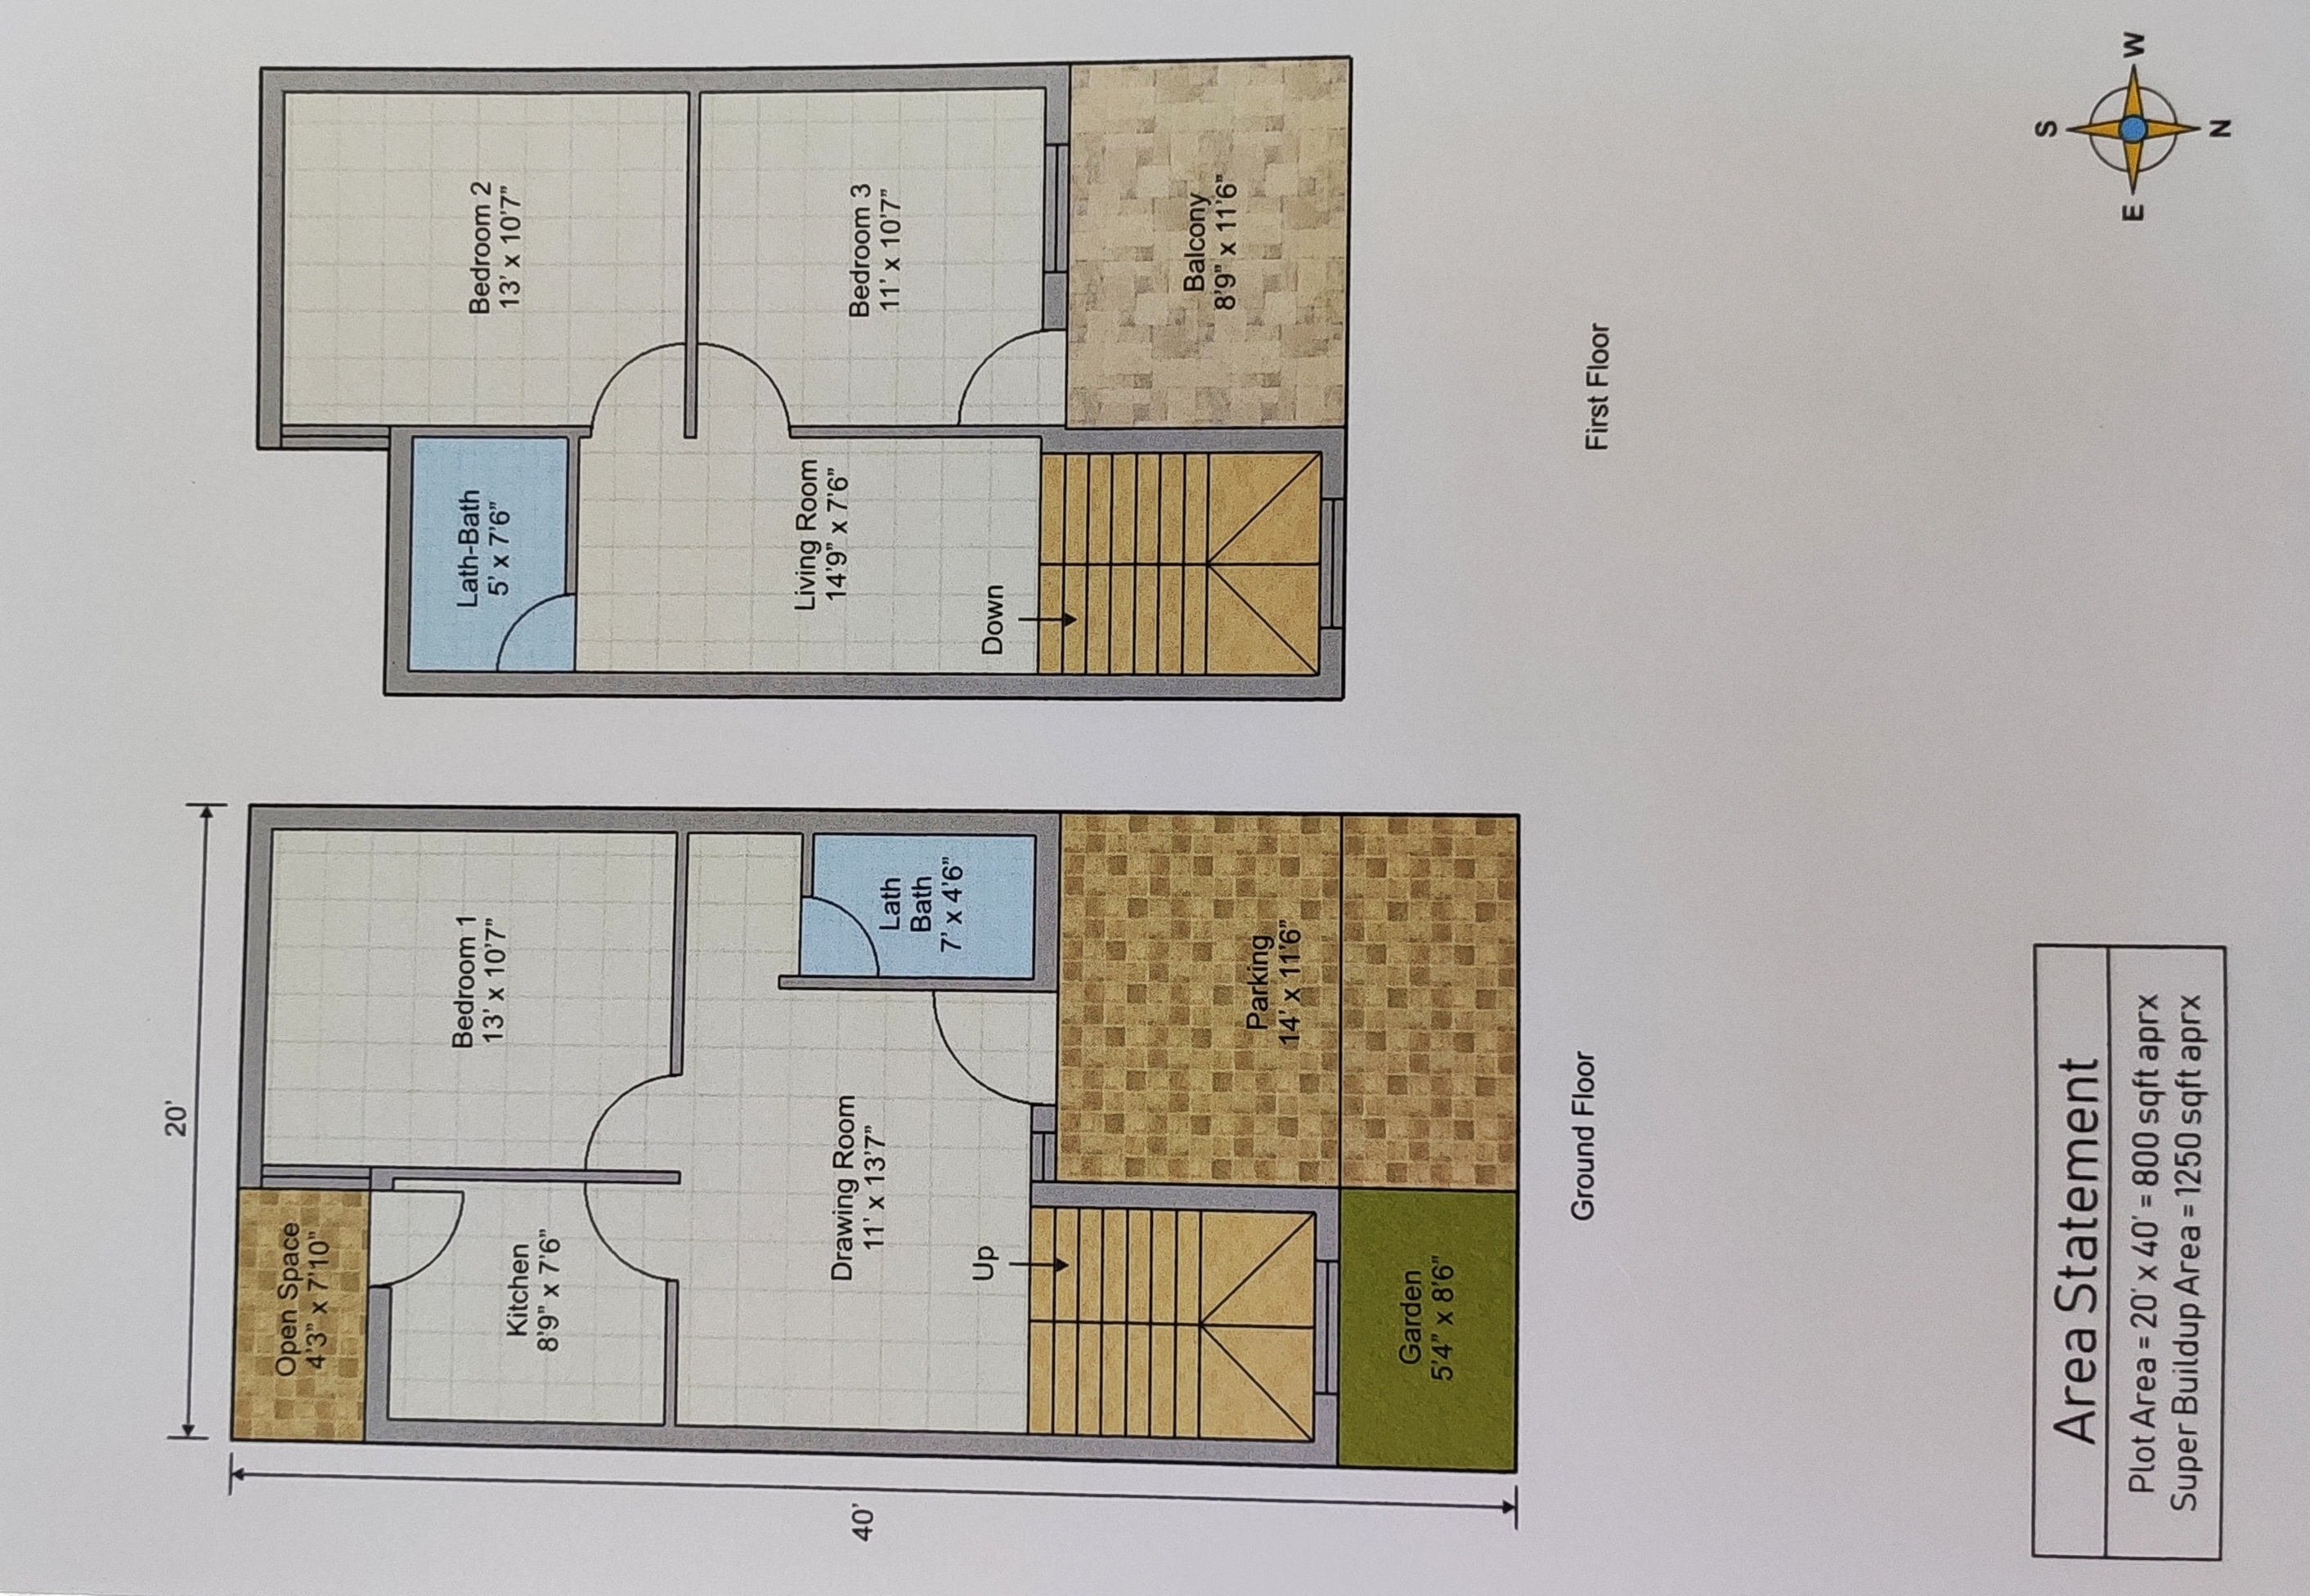 20'
40'
Open Space
4'3" x 7'10"
Kitchen
8'9" x 7'6"
Bedroom 1
13' x 10'7"
Drawing Room
11' x 13'7"
Lath
Bath
7' x 4'6"
Up
Parking
14' x 11'6"
Garden
5'4" x 8'6"
Ground Floor
Lath-Bath
5' x 7'6"
Bedroom 2
13' x 10'7"
Living Room
14'9" x 7'6"
Bedroom 3
11' x 10'7"
Down
Balcony
8'9" x 11'6"
First Floor
Area Statement
Plot Area = 20' x 40' = 800 sqft aprx
Super Buildup Area = 1250 sqft aprx
S
E W
N